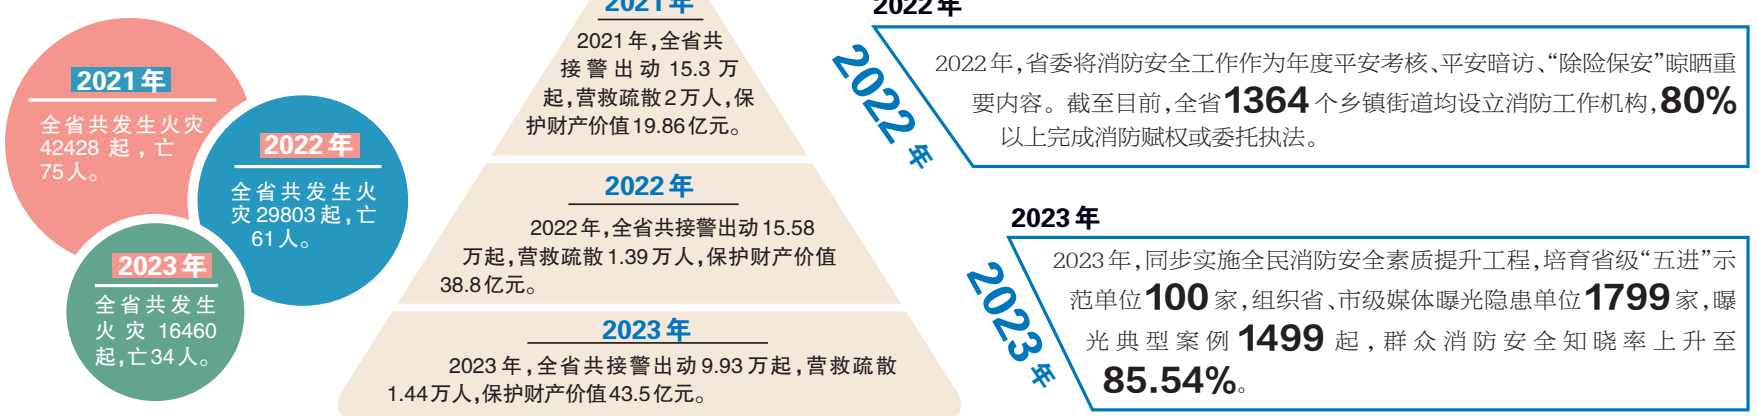 2021年
全省共发生火灾
42428 起，亡
75人。
2022年
全省共发生火
灾29803起，亡
61人。
2023年
全省共发生
火灾 16460
起，亡34人。
2021年
2021年，全省共
接警出动 15.3 万
起，营救疏散2万人，保
护财产价值19.86亿元。
2022年
2022年，全省共接警出动15.58
万起，营救疏散1.39万人，保护财产价值
38.8亿元。
2023年
2023年，全省共接警出动9.93万起，营救疏散
1.44万人，保护财产价值43.5亿元。
2022年
2022年
2022年，省委将消防安全工作作为年度平安考核、平安暗访、“除险保安”晾晒重
要内容。截至目前，全省1364个乡镇街道均设立消防工作机构，80%
以上完成消防赋权或委托执法。
2023年
2023年
2023年，同步实施全民消防安全素质提升工程，培育省级“五进”示
范单位100家，组织省、市级媒体曝光隐患单位1799家，曝
光典型案例1499起，群众消防安全知晓率上升至
85.54%。